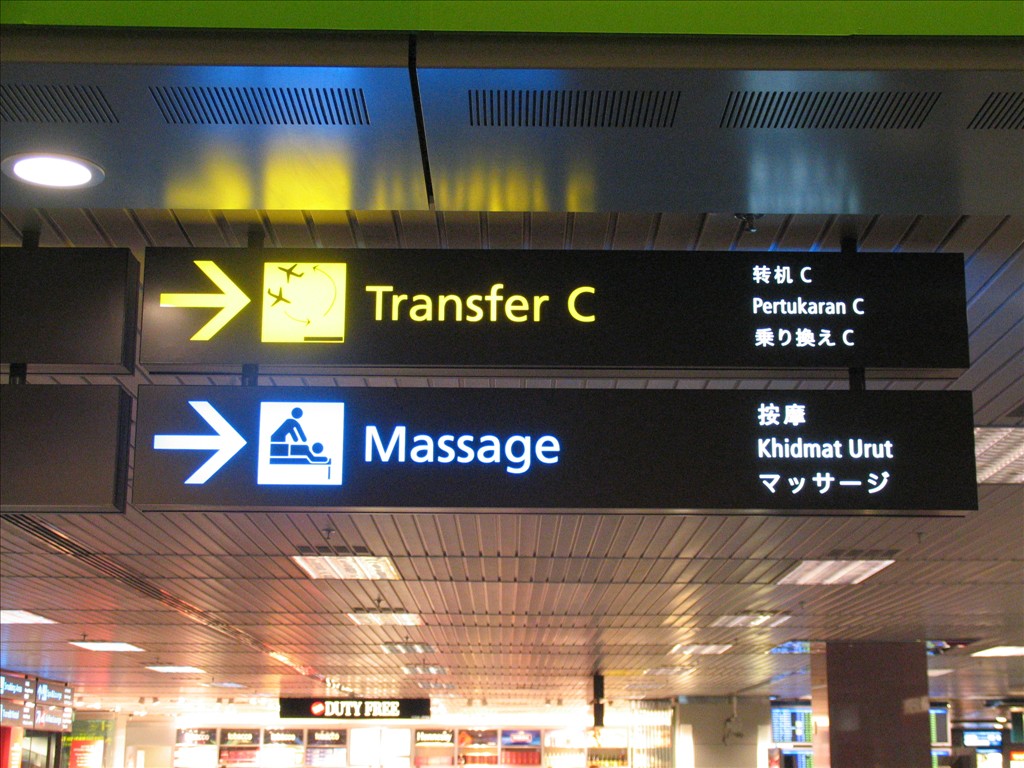 Transfer C
转机 C
Pertukaran C
乗り換え C
Massage
按摩
Khidmat Urut
マッサージ
DUTY FREE